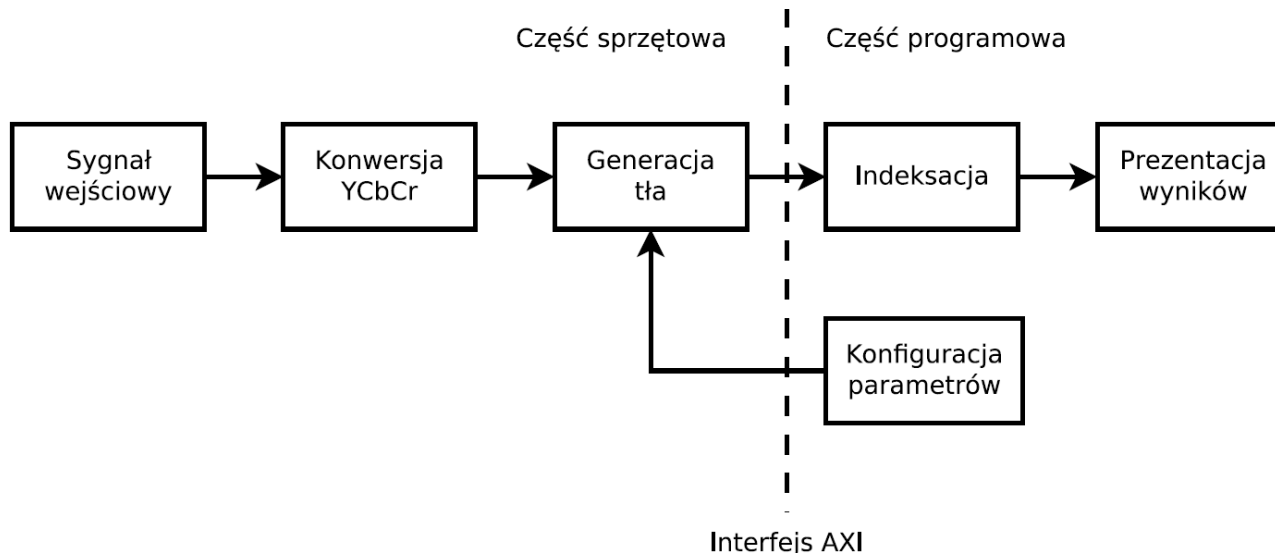 Część sprzętowa
Część programowa
Sygnał
wejściowy
Konwersja
YCbCr
Generacja
tła
Indeksacja
Prezentacja
wyników
Konfiguracja
parametrów
Interfejs AXI